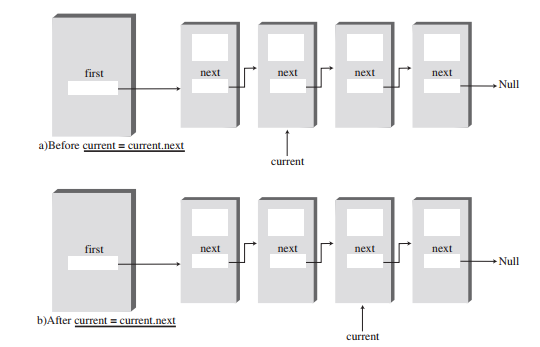 first
next next next next
Null
a)Before current = current.next
current
first
next next next next
Null
b)After current = current.next
current